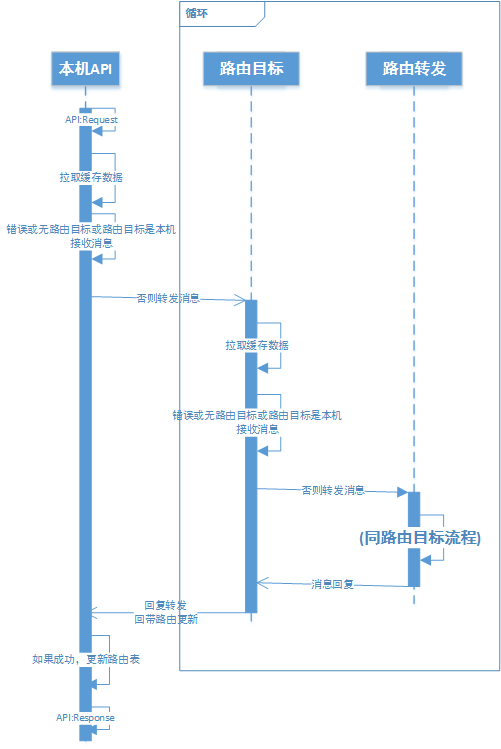 循环
本机API
路由目标
路由转发
API:Request
拉取缓存数据
错误或无路由目标或路由目标是本机
接收消息
否则转发消息
拉取缓存数据
错误或无路由目标或路由目标是本机
接收消息
否则转发消息
(同路由目标流程)
消息回复
回复转发
回带路由更新
如果成功，更新路由表
API:Response